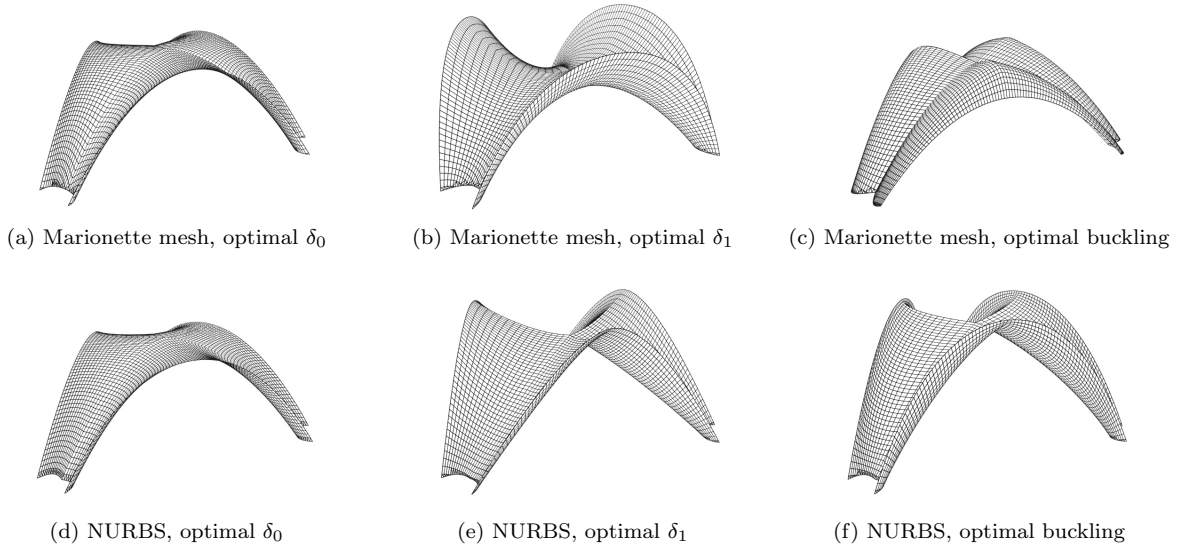 (a) Marionette mesh, optimal δ₀
(b) Marionette mesh, optimal δ₁
(c) Marionette mesh, optimal buckling
(d) NURBS, optimal δ₀
(e) NURBS, optimal δ₁
(f) NURBS, optimal buckling